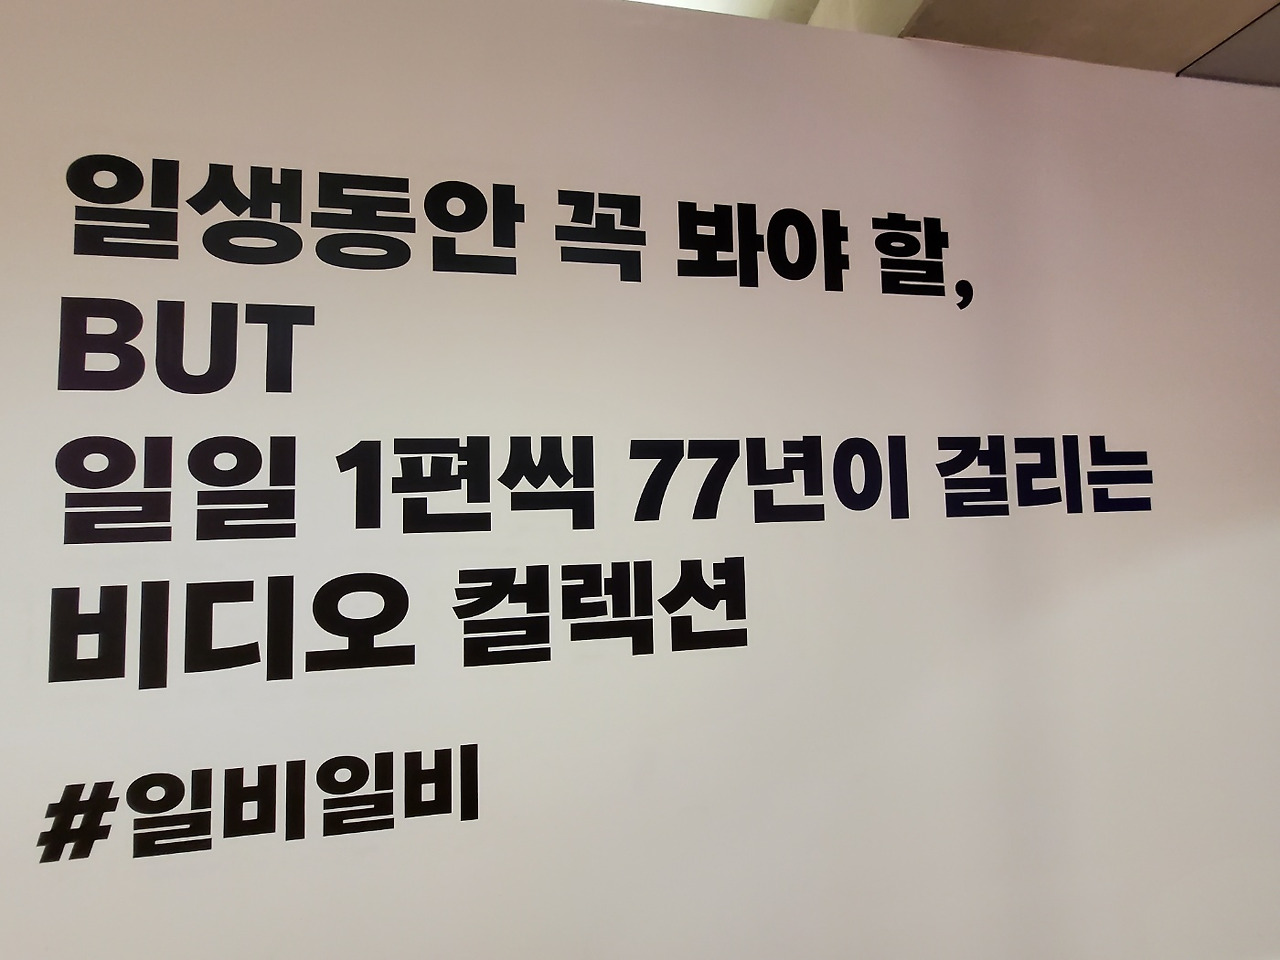 일생동안 꼭 봐야 할,
BUT
일일 1편씩 77년이 걸리는
비디오 컬렉션
#일비일비